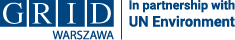 GRID
WARSZAWA
In partnership with
UN Environment